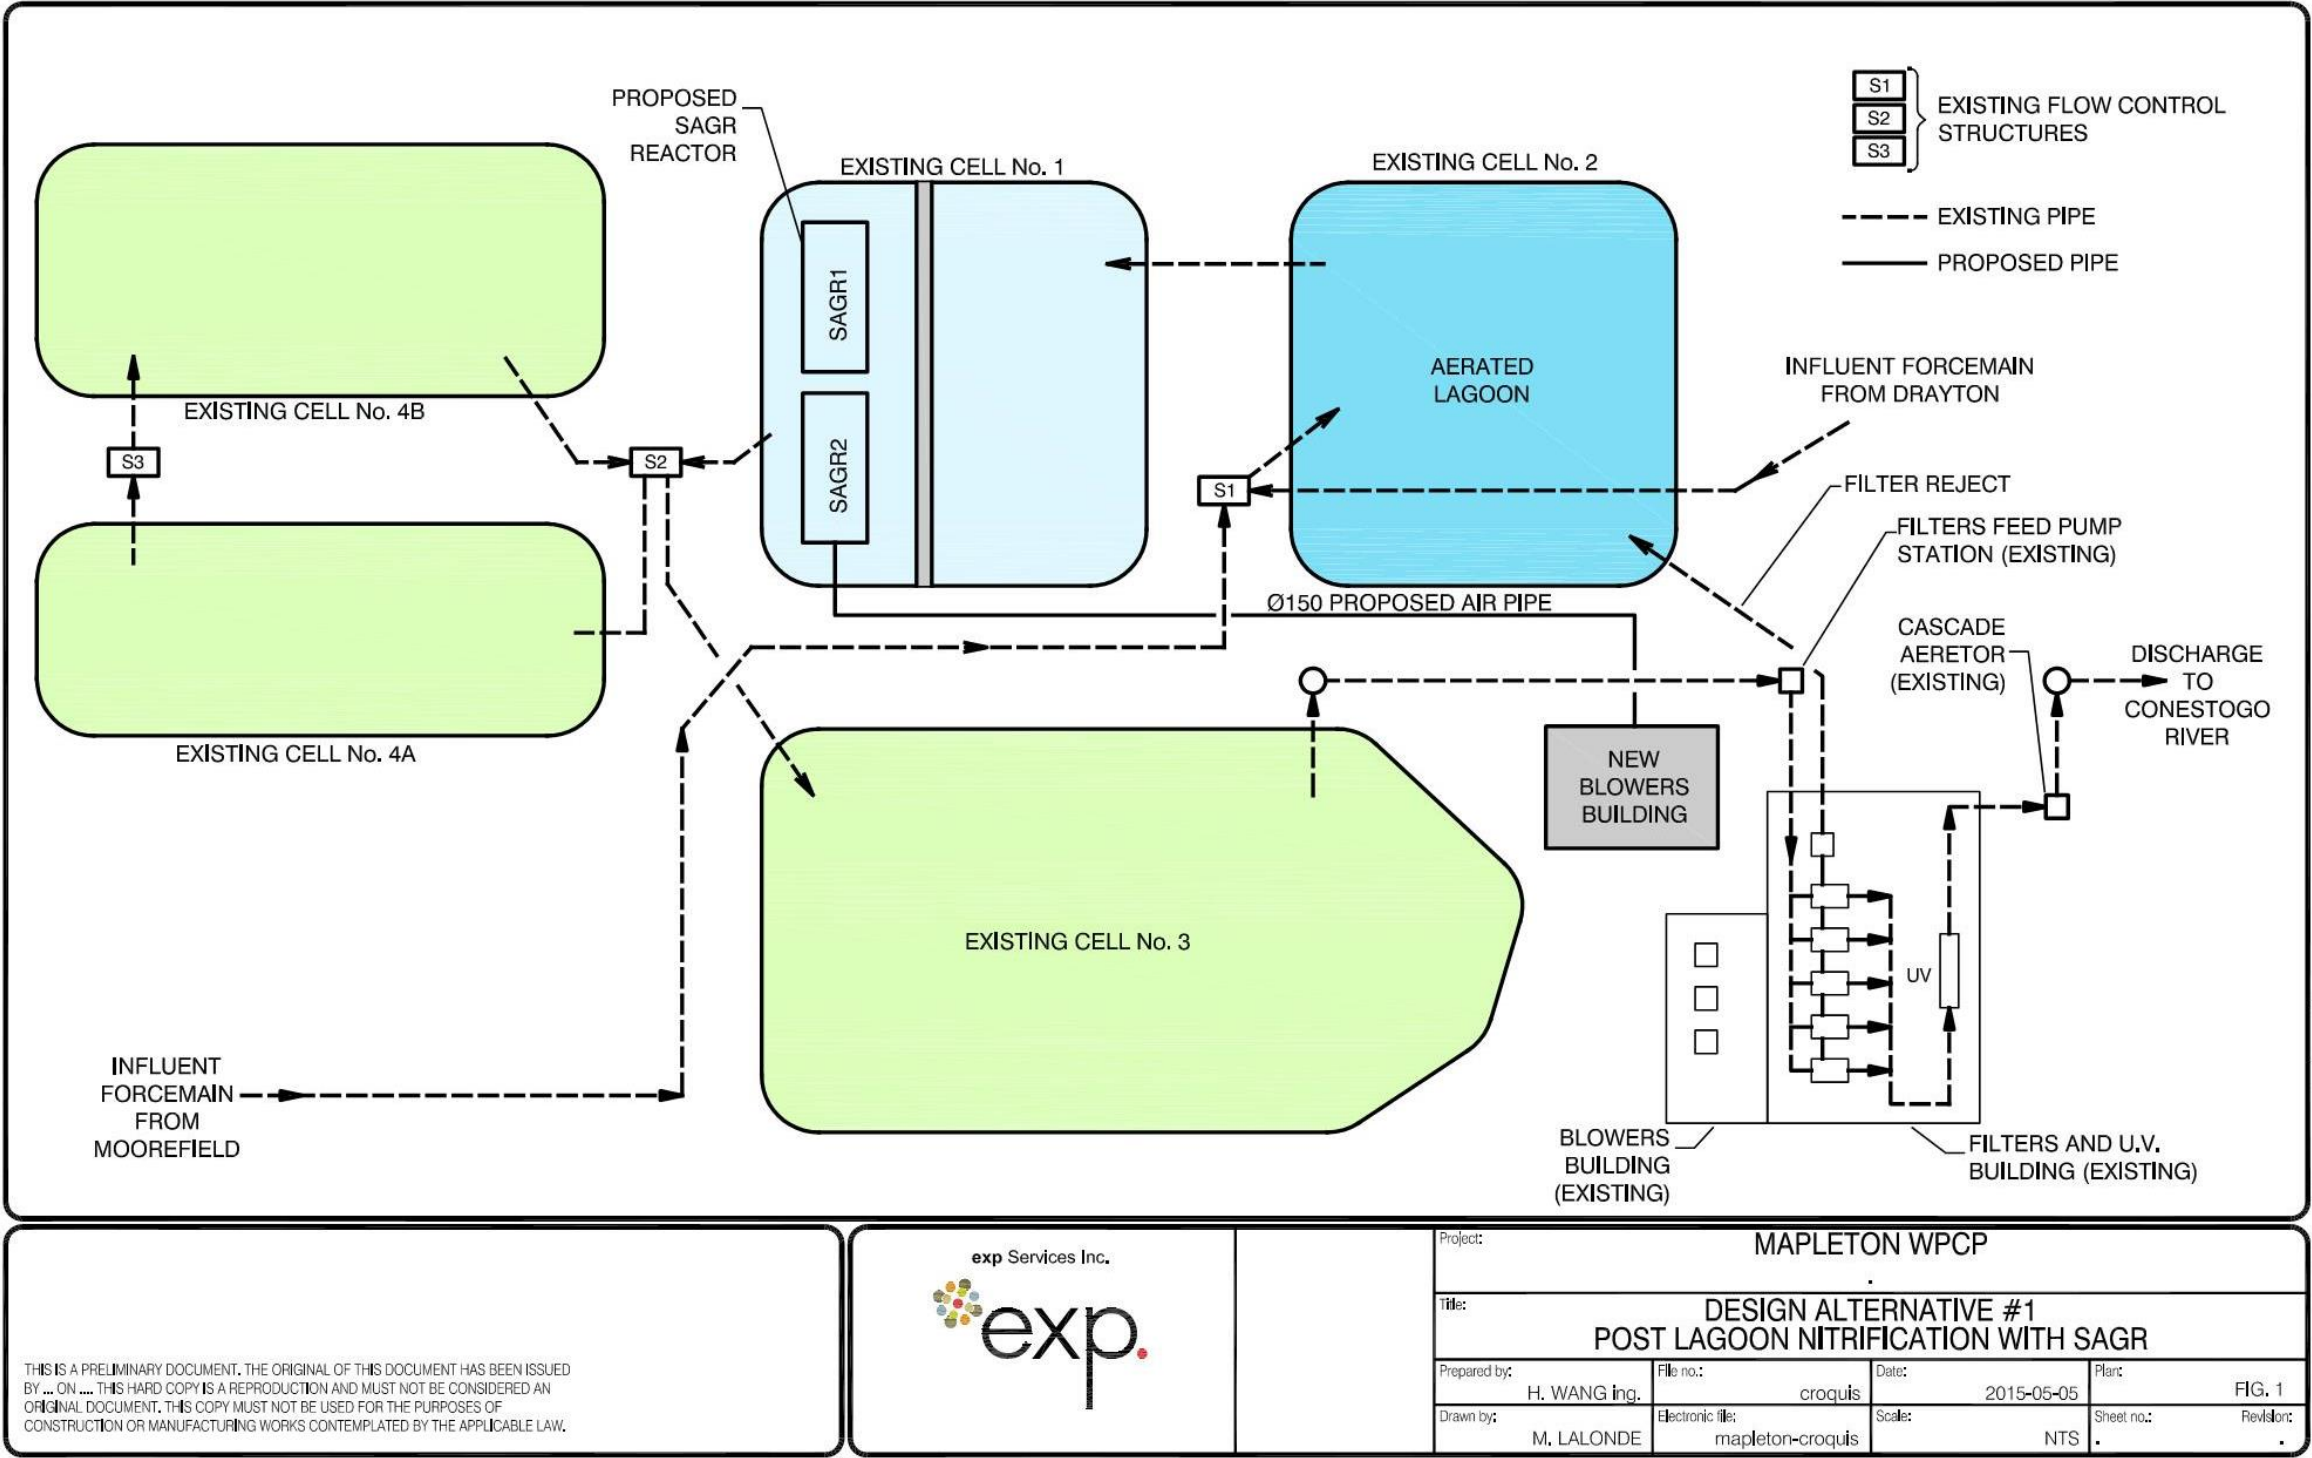 PROPOSED
SAGR
REACTOR
EXISTING CELL No. 1
EXISTING CELL No. 2
S1
S2
S3
EXISTING FLOW CONTROL
STRUCTURES
EXISTING PIPE
PROPOSED PIPE
SAGR1
SAGR2
AERATED
LAGOON
INFLUENT FORCEMAIN
FROM DRAYTON
EXISTING CELL No. 4B
S3
S2
S1
FILTER REJECT
FILTERS FEED PUMP
STATION (EXISTING)
Ø150 PROPOSED AIR PIPE
CASCADE
AERETOR
(EXISTING)
DISCHARGE
TO
CONESTOGO
RIVER
EXISTING CELL No. 4A
NEW
BLOWERS
BUILDING
EXISTING CELL No. 3
UV
INFLUENT
FORCEMAIN
FROM
MOOREFIELD
BLOWERS
BUILDING
(EXISTING)
FILTERS AND U.V.
BUILDING (EXISTING)
THIS IS A PRELIMINARY DOCUMENT. THE ORIGINAL OF THIS DOCUMENT HAS BEEN ISSUED
BY ... ON .... THIS HARD COPY IS A REPRODUCTION AND MUST NOT BE CONSIDERED AN
ORIGINAL DOCUMENT. THIS COPY MUST NOT BE USED FOR THE PURPOSES OF
CONSTRUCTION OR MANUFACTURING WORKS CONTEMPLATED BY THE APPLICABLE LAW.
exp Services Inc.
exp.
Project:
MAPLETON WPCP
.
Title:
DESIGN ALTERNATIVE #1
POST LAGOON NITRIFICATION WITH SAGR
Prepared by:
H. WANG ing.
File no.:
croquis
Date:
2015-05-05
Plan:
FIG. 1
Drawn by:
M. LALONDE
Electronic file:
mapleton-croquis
Scale:
NTS
Sheet no.:
.
Revision:
.